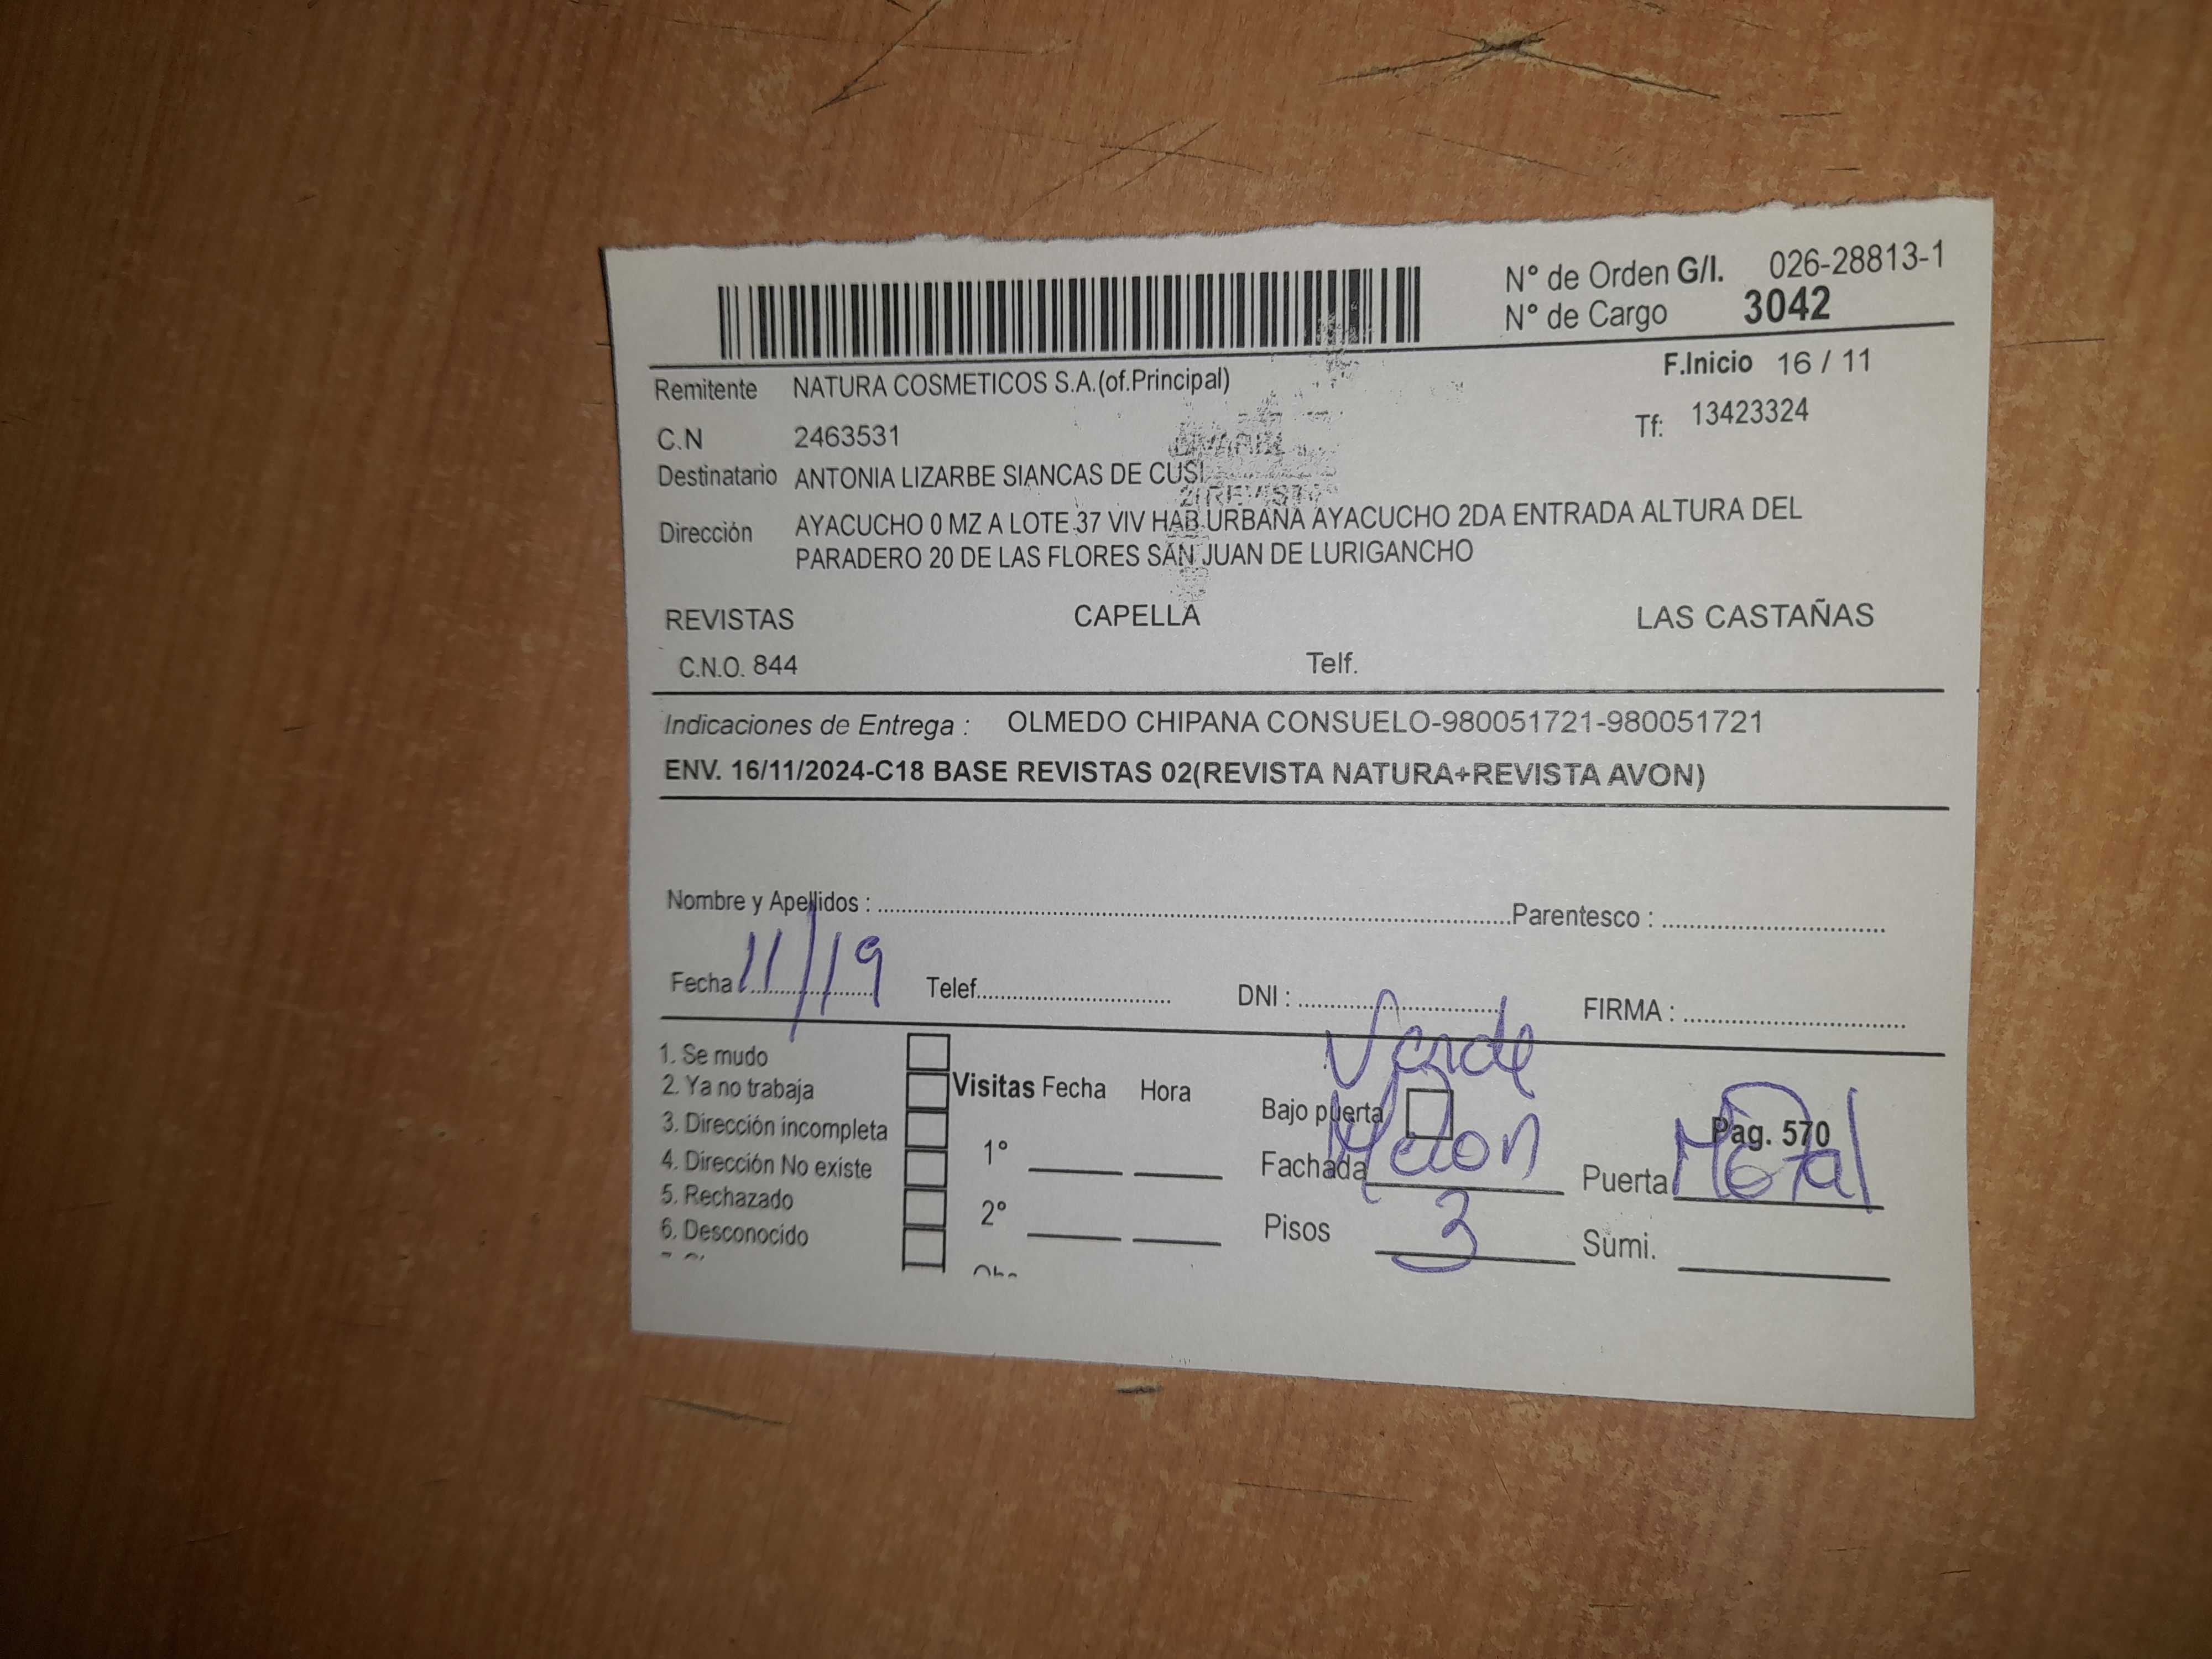 N° de Orden G/I. 026-28813-1
N° de Cargo 3042
F.Inicio 16 / 11
Remitente NATURA COSMETICOS S.A.(of.Principal)
Tf: 13423324
C.N 2463531
Destinatario ANTONIA LIZARBE SIANCAS DE CUSI
Dirección AYACUCHO 0 MZ A LOTE 37 VIV HAB.URBANA AYACUCHO 2DA ENTRADA ALTURA DEL
PARADERO 20 DE LAS FLORES SAN JUAN DE LURIGANCHO
REVISTAS CAPELLA LAS CASTAÑAS
C.N.O. 844 Telf.
Indicaciones de Entrega : OLMEDO CHIPANA CONSUELO-980051721-980051721
ENV. 16/11/2024-C18 BASE REVISTAS 02(REVISTA NATURA+REVISTA AVON)
Nombre y Apellidos : Parentesco :
Fecha 11/19 Telef. DNI : FIRMA :
1. Se mudo
2. Ya no trabaja
3. Dirección incompleta
4. Dirección No existe
5. Rechazado
6. Desconocido
Visitas Fecha Hora
1°
2°
Verde
Bajo puerta
Fachada Melon
Pisos 3
Pag. 570
Puerta Metal
Sumi.